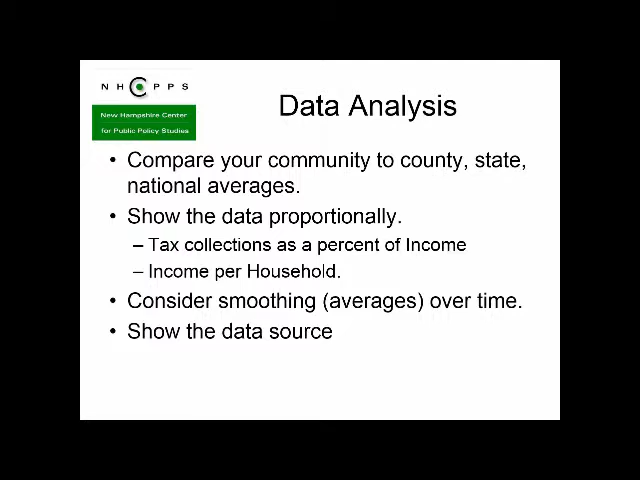 NHCPPS
New Hampshire Center
for Public Policy Studies
Data Analysis
• Compare your community to county, state,
national averages.
• Show the data proportionally.
– Tax collections as a percent of Income
– Income per Household.
• Consider smoothing (averages) over time.
• Show the data source